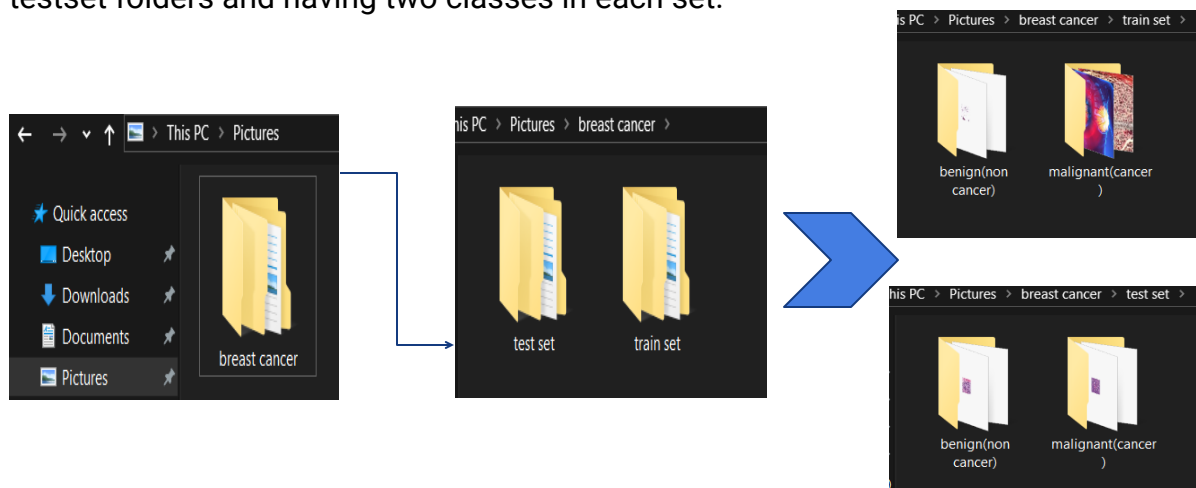 testset folders and having two classes in each set.
This PC > Pictures
Quick access
Desktop
Downloads
Documents
Pictures
breast cancer
his PC > Pictures > breast cancer >
test set
train set
is PC > Pictures > breast cancer > train set >
benign(non
cancer)
malignant(cancer
)
his PC > Pictures > breast cancer > test set >
benign(non
cancer)
malignant(cancer
)